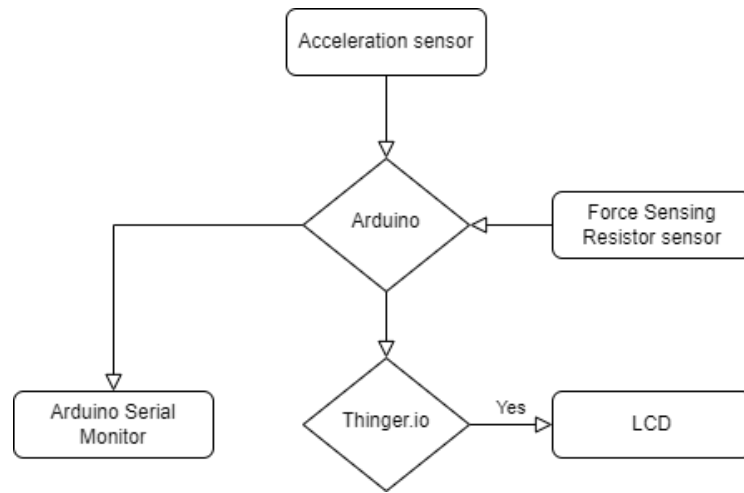 Acceleration sensor
Arduino
Force Sensing
Resistor sensor
Arduino Serial
Monitor
Thinger.io
Yes
LCD